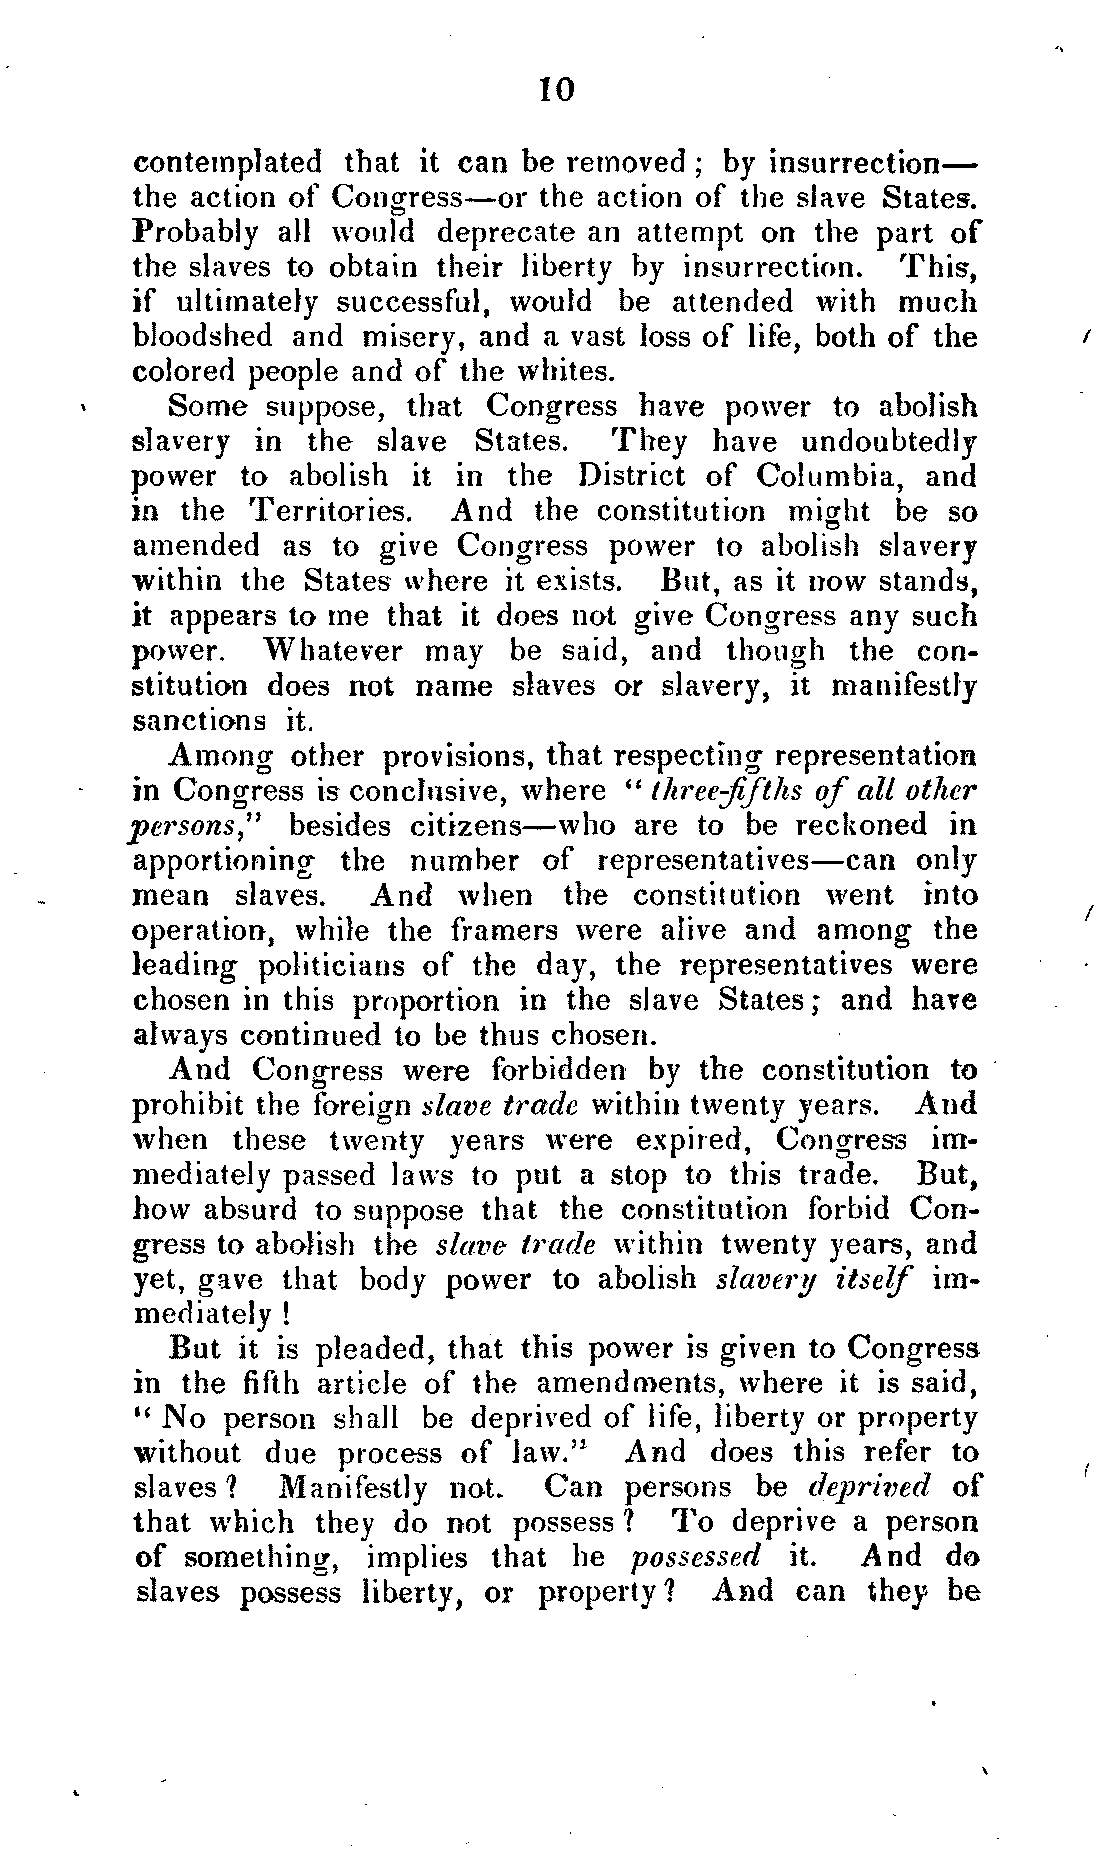 10
contemplated that it can be removed ; by insurrection—
the action of Congress—or the action of the slave States.
Probably all would deprecate an attempt on the part of
the slaves to obtain their liberty by insurrection. This,
if ultimately successful, would be attended with much
bloodshed and misery, and a vast loss of life, both of the
colored people and of the whites.
Some suppose, that Congress have power to abolish
slavery in the slave States. They have undoubtedly
power to abolish it in the District of Columbia, and
in the Territories. And the constitution might be so
amended as to give Congress power to abolish slavery
within the States where it exists. But, as it now stands,
it appears to me that it does not give Congress any such
power. Whatever may be said, and though the con-
stitution does not name slaves or slavery, it manifestly
sanctions it.
Among other provisions, that respecting representation
in Congress is conclusive, where " three-fifths of all other
persons," besides citizens—who are to be reckoned in
apportioning the number of representatives—can only
mean slaves. And when the constitution went into
operation, while the framers were alive and among the
leading politicians of the day, the representatives were
chosen in this proportion in the slave States; and have
always continued to be thus chosen.
And Congress were forbidden by the constitution to
prohibit the foreign slave trade within twenty years. And
when these twenty years were expired, Congress im-
mediately passed laws to put a stop to this trade. But,
how absurd to suppose that the constitution forbid Con-
gress to abolish the slave trade within twenty years, and
yet, gave that body power to abolish slavery itself im-
mediately !
But it is pleaded, that this power is given to Congress
in the fifth article of the amendments, where it is said,
" No person shall be deprived of life, liberty or property
without due process of law." And does this refer to
slaves ? Manifestly not. Can persons be deprived of
that which they do not possess ? To deprive a person
of something, implies that he possessed it. And do
slaves possess liberty, or property ? And can they be